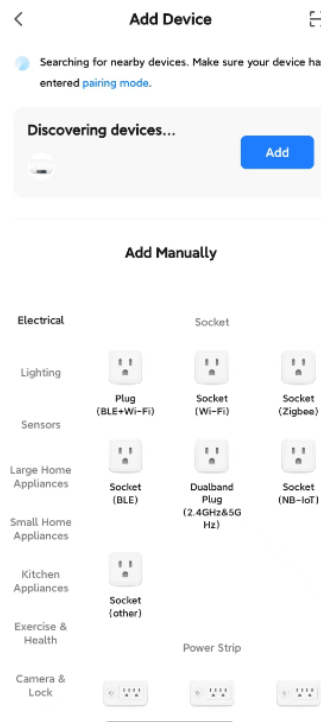 Add Device
Searching for nearby devices. Make sure your device ha
entered pairing mode.
Discovering devices...
Add
Add Manually
Electrical
Lighting
Sensors
Large Home
Appliances
Small Home
Appliances
Kitchen
Appliances
Exercise &
Health
Camera &
Lock
Socket
Plug
(BLE+Wi-Fi)
Socket
(Wi-Fi)
Socket
(Zigbee)
Socket
(BLE)
Dualband
Plug
(2.4GHz&5G
Hz)
Socket
(NB-IoT)
Socket
(other)
Power Strip